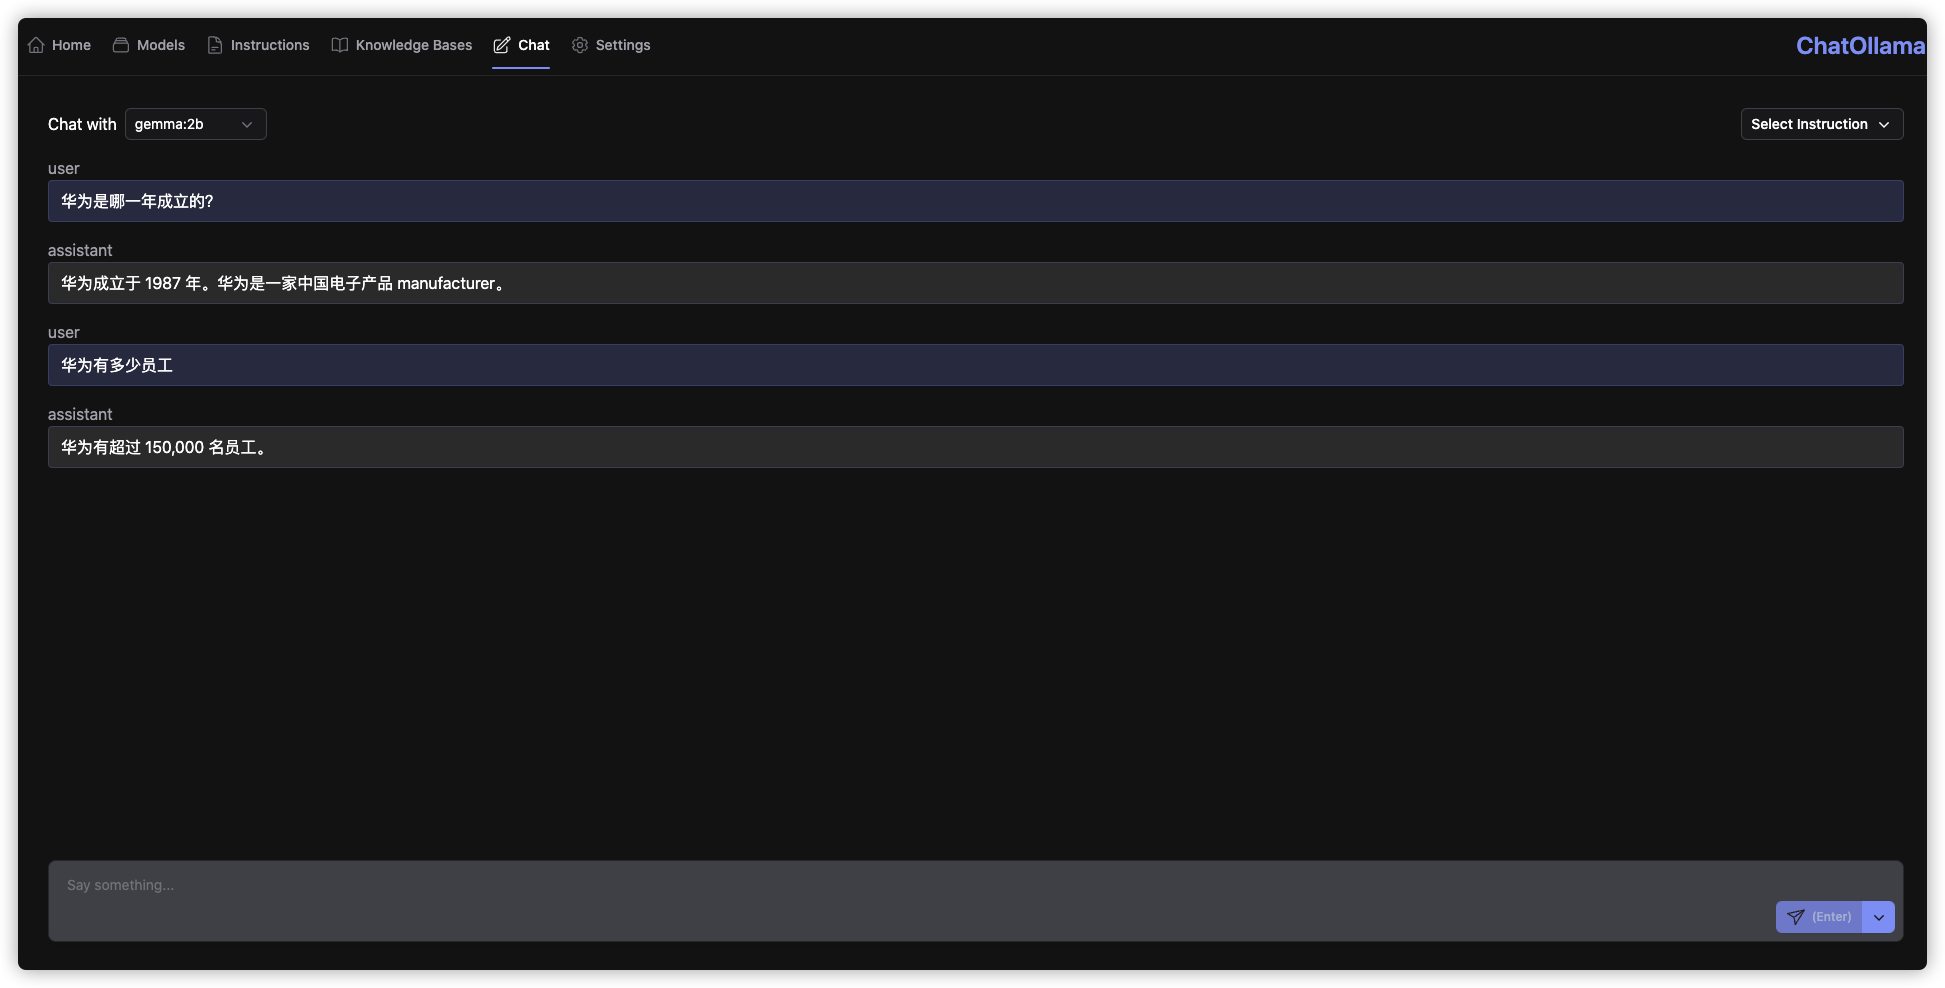 Home Models Instructions Knowledge Bases Chat Settings ChatOllama
Chat with gemma:2b Select Instruction
user
华为是哪一年成立的?
assistant
华为成立于 1987 年。华为是一家中国电子产品 manufacturer。
user
华为有多少员工
assistant
华为有超过 150,000 名员工。
Say something...
(Enter)